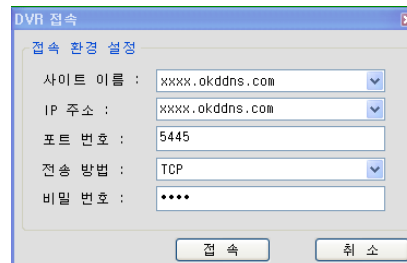 DVR 접속
접속 환경 설정
사이트 이름 : xxxx.okddns.com
IP 주소 : xxxx.okddns.com
포트 번호 : 5445
전송 방법 : TCP
비밀 번호 : ••••
접 속 취 소